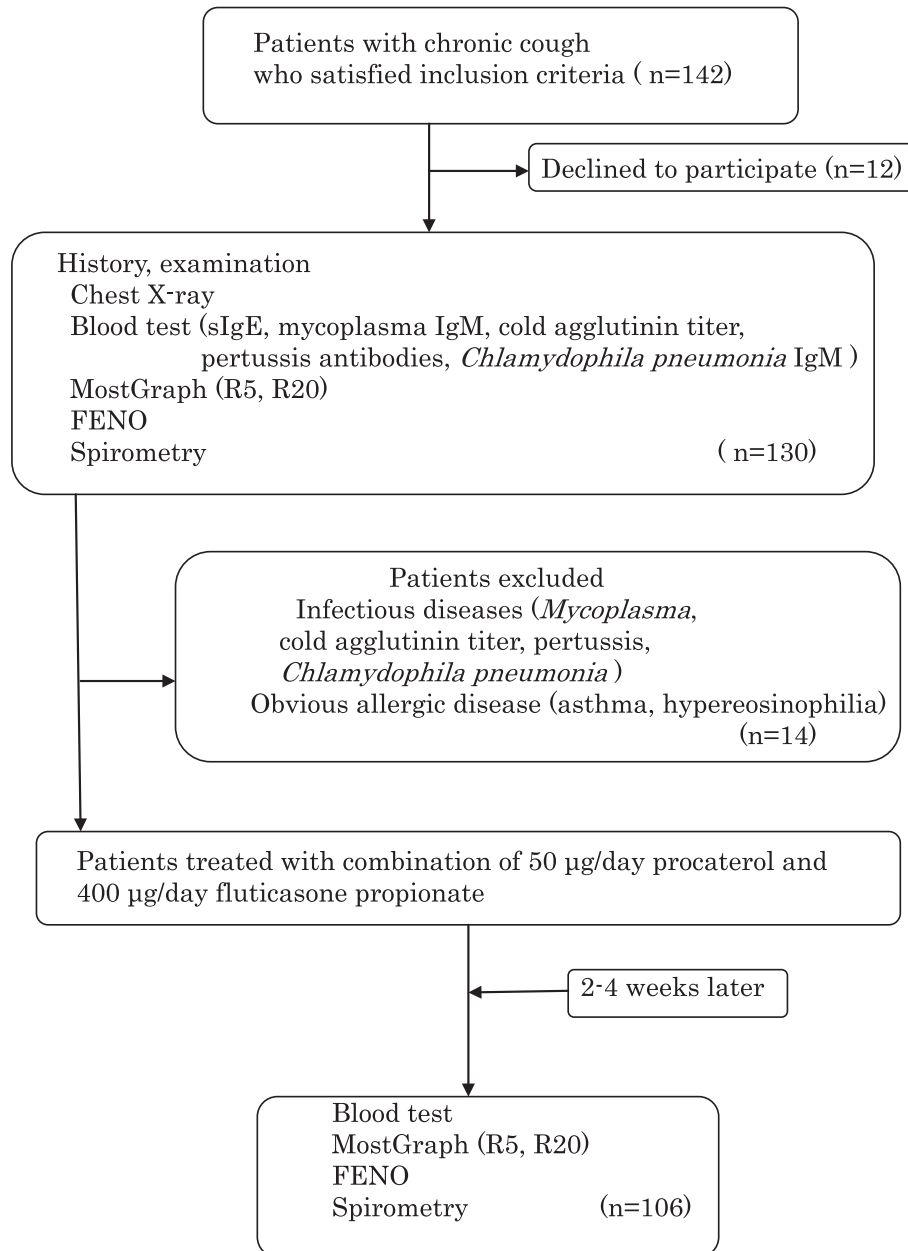 Patients with chronic cough
who satisfied inclusion criteria ( n=142)
Declined to participate (n=12)
History, examination
Chest X-ray
Blood test (sIgE, mycoplasma IgM, cold agglutinin titer,
pertussis antibodies, Chlamydophila pneumonia IgM )
MostGraph (R5, R20)
FENO
Spirometry ( n=130)
Patients excluded
Infectious diseases (Mycoplasma,
cold agglutinin titer, pertussis,
Chlamydophila pneumonia )
Obvious allergic disease (asthma, hypereosinophilia)
(n=14)
Patients treated with combination of 50 μg/day procaterol and
400 μg/day fluticasone propionate
2-4 weeks later
Blood test
MostGraph (R5, R20)
FENO
Spirometry (n=106)